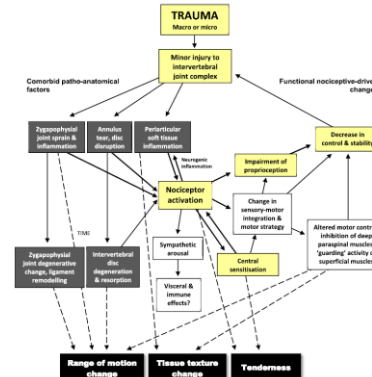 TRAUMA
Macro or micro
Minor injury to
intervertebral
joint complex
Comorbid patho-anatomical
factors
Functional nociceptive-drive
change
Zygapophysial
joint sprain &
inflammation
Annulus
tear, disc
disruption
Periarticular
soft tissue
inflammation
Decrease in
control & stability
Neurogenic
inflammation
Impairment of
proprioception
Nociceptor
activation
Change in
sensory-motor
integration &
motor strategy
TIME
Sympathetic
arousal
Central
sensitisation
Altered motor contr
inhibition of deep
paraspinal muscles
'guarding' activity o
superficial muscles
Zygapophysial
joint degenerative
change, ligament
remodelling
Intervertebral
disc
degeneration
& resorption
Visceral &
immune
effects?
Range of motion
change
Tissue texture
change
Tenderness